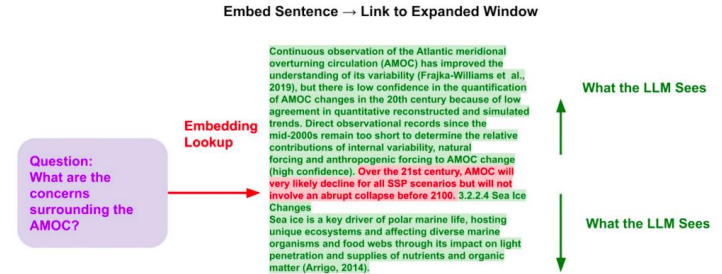 Embed Sentence → Link to Expanded Window
Continuous observation of the Atlantic meridional
overturning circulation (AMOC) has improved the
understanding of its variability (Frajka-Williams et al.,
2019), but there is low confidence in the quantification
of AMOC changes in the 20th century because of low
agreement in quantitative reconstructed and simulated
trends. Direct observational records since the
mid-2000s remain too short to determine the relative
contributions of internal variability, natural
forcing and anthropogenic forcing to AMOC change
(high confidence). Over the 21st century, AMOC will
very likely decline for all SSP scenarios but will not
involve an abrupt collapse before 2100. 3.2.2.4 Sea Ice
Changes
Sea ice is a key driver of polar marine life, hosting
unique ecosystems and affecting diverse marine
organisms and food webs through its impact on light
penetration and supplies of nutrients and organic
matter (Arrigo, 2014).
What the LLM Sees
Embedding
Lookup
Question:
What are the
concerns
surrounding the
AMOC?
What the LLM Sees